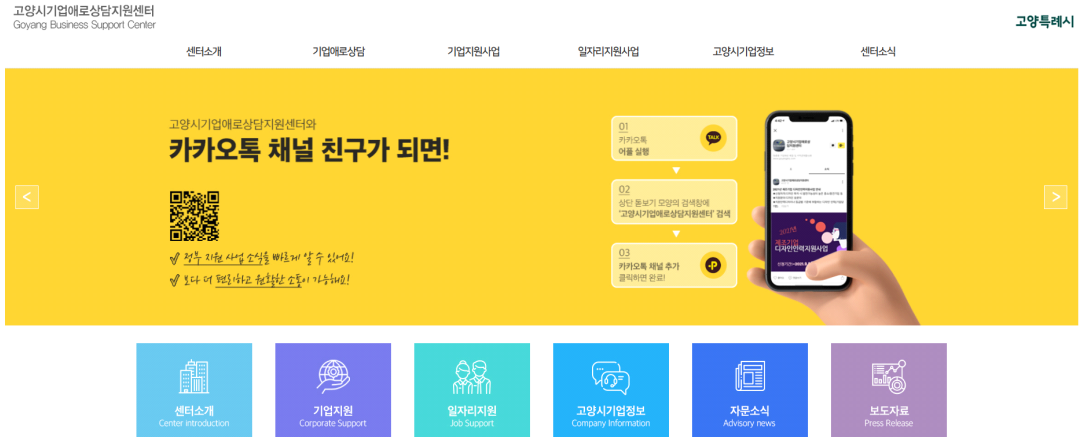 고양시기업애로상담지원센터
Goyang Business Support Center
고양특례시
센터소개 기업애로상담 기업지원사업 일자리지원사업 고양시기업정보 센터소식
고양시기업애로상담지원센터와
카카오톡 채널 친구가 되면!
정부 지원 사업 소식을 빠르게 알 수 있어요!
보다 더 편리하고 원활한 소통이 가능해요!
<
01
카카오톡
어플 실행
TALK
02
상단 돋보기 모양의 검색창에
'고양시기업애로상담지원센터' 검색
03
카카오톡 채널 추가
클릭하면 완료!
제조기업
디자인인력지원사업
>
센터소개
Center introduction
기업지원
Corporate Support
일자리지원
Job Support
고양시기업정보
Company Information
자문소식
Advisory news
보도자료
Press Release